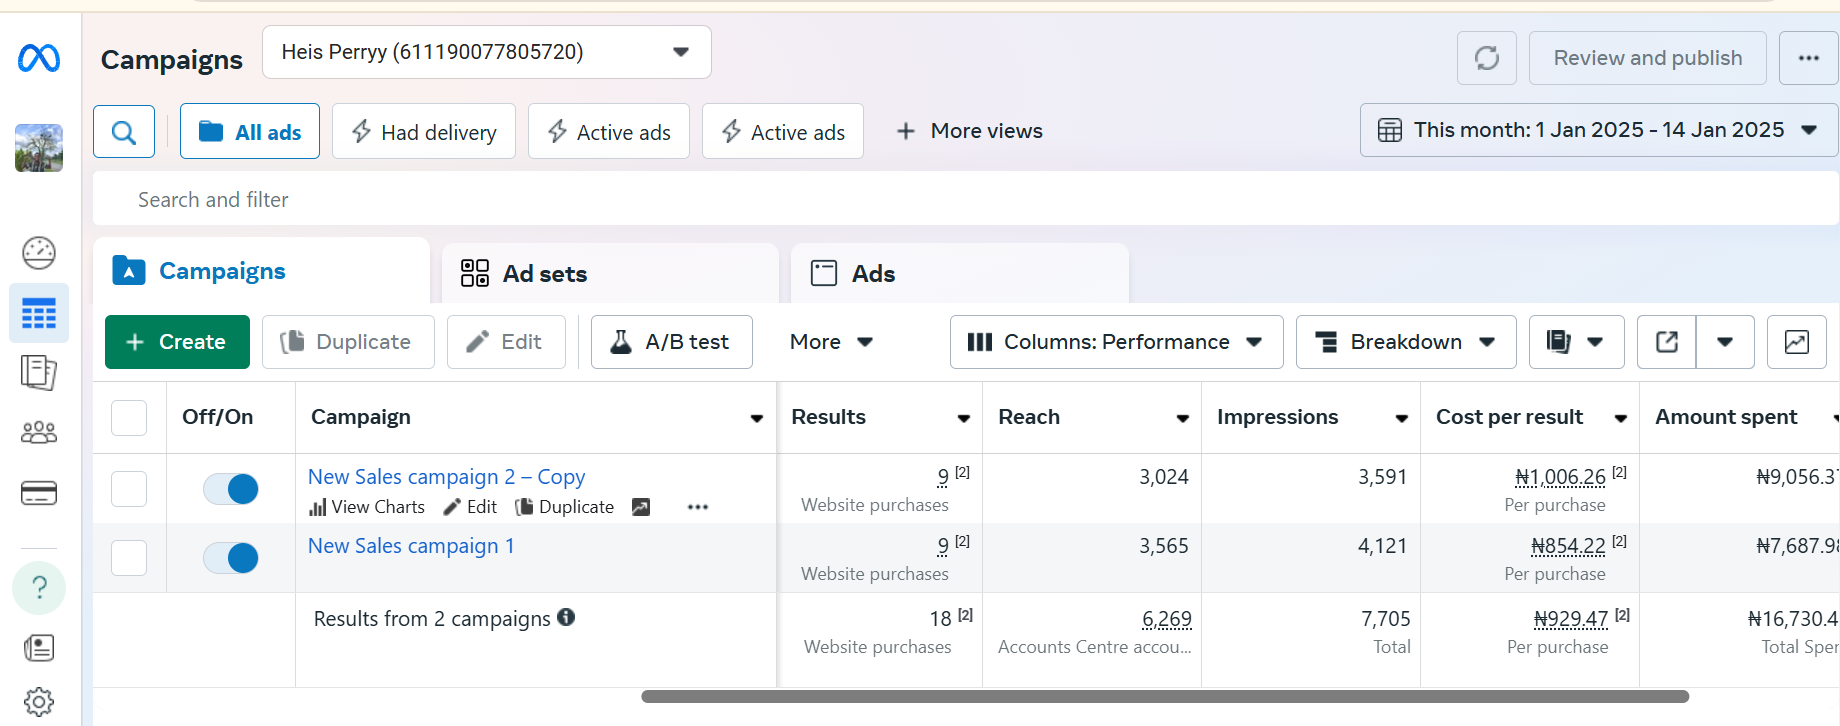 Campaigns
Heis Perryy (611190077805720)
Review and publish
All ads
Had delivery
Active ads
Active ads
+ More views
This month: 1 Jan 2025 - 14 Jan 2025
Search and filter
Campaigns
Ad sets
Ads
+ Create
Duplicate
Edit
A/B test
More
Columns: Performance
Breakdown
Off/On
Campaign
Results
Reach
Impressions
Cost per result
Amount spent
New Sales campaign 2 – Copy
9 [2]
3,024
3,591
₦1,006.26 [2]
₦9,056.37
View Charts
Edit
Duplicate
Website purchases
Per purchase
New Sales campaign 1
9 [2]
3,565
4,121
₦854.22 [2]
₦7,687.98
Website purchases
Per purchase
Results from 2 campaigns
18 [2]
6,269
7,705
₦929.47 [2]
₦16,730.4
Website purchases
Accounts Centre accou...
Total
Per purchase
Total Spen
?